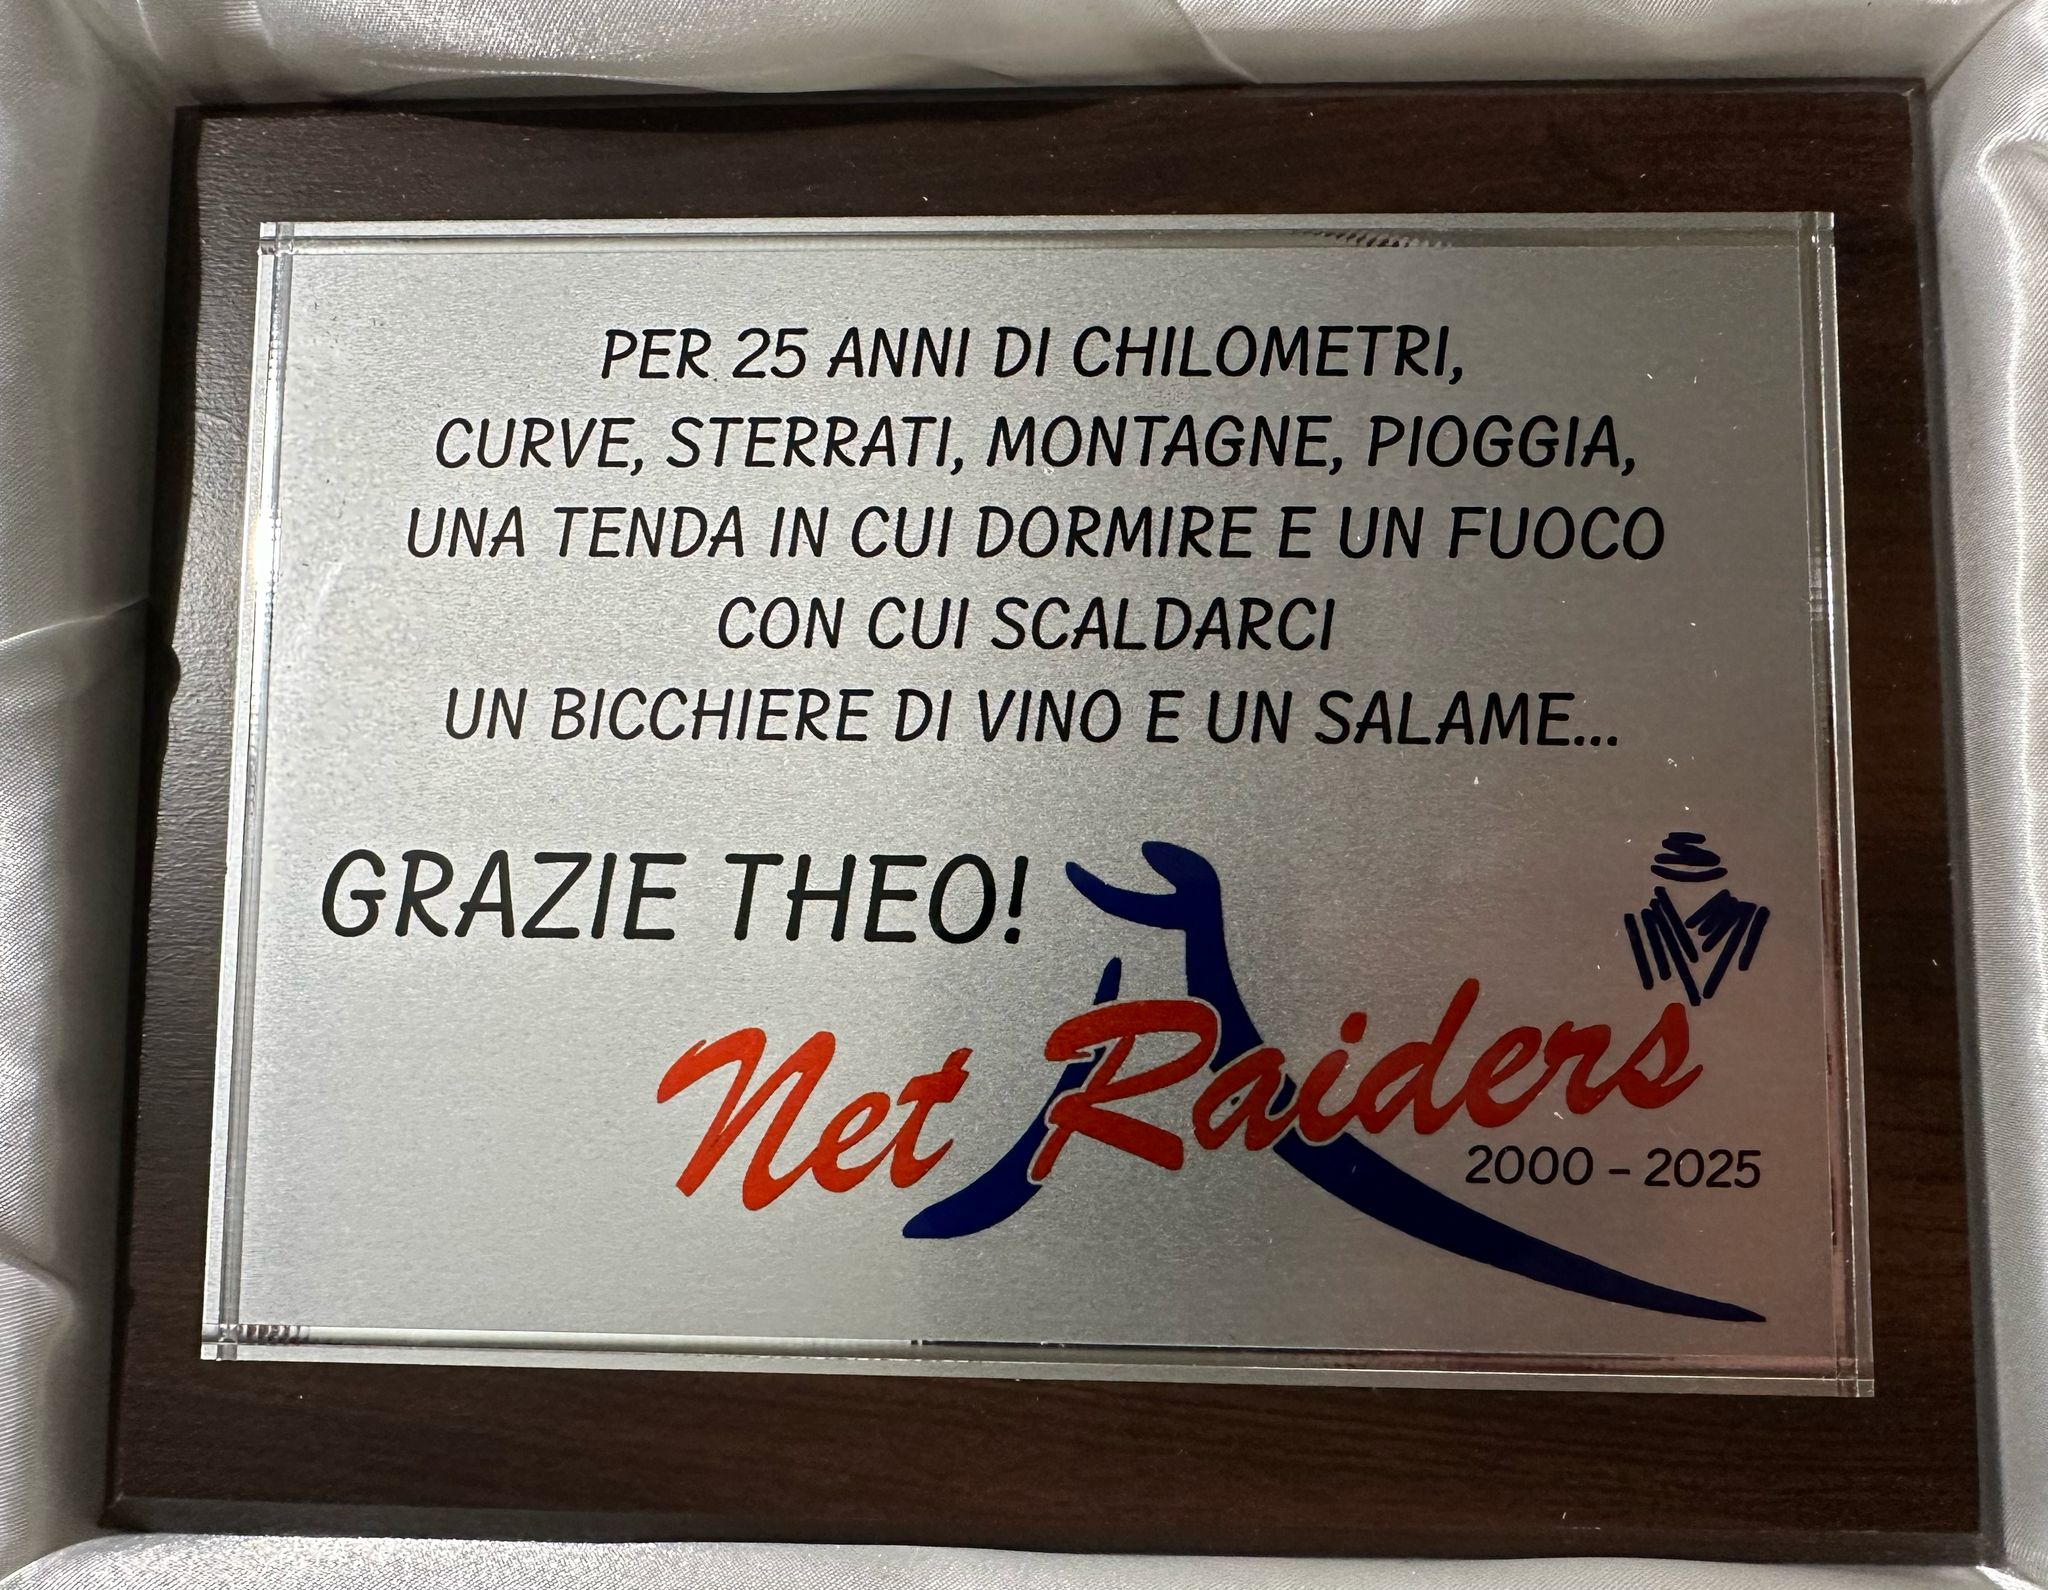 PER 25 ANNI DI CHILOMETRI,
CURVE, STERRATI, MONTAGNE, PIOGGIA,
UNA TENDA IN CUI DORMIRE E UN FUOCO
CON CUI SCALDARCI
UN BICCHIERE DI VINO E UN SALAME...
GRAZIE THEO!
Net Raiders
2000 - 2025